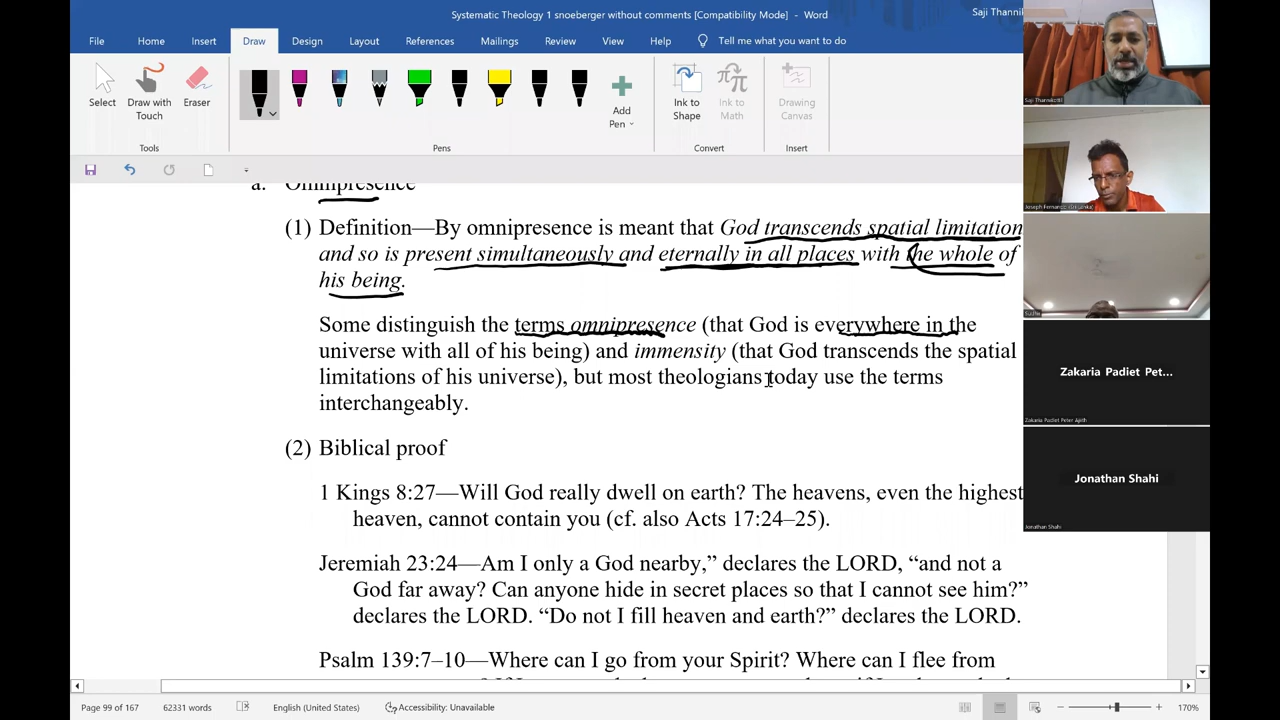 Systematic Theology 1 snoeberger without comments [Compatibility Mode] - Word
Saji Thannik
File Home Insert Draw Design Layout References Mailings Review View Help Tell me what you want to do
Select
Draw with Touch
Eraser
Add Pen
Ink to Shape
Ink to Math
Drawing Canvas
Tools Pens Convert Insert
a. Omnipresence
(1) Definition—By omnipresence is meant that God transcends spatial limitation
and so is present simultaneously and eternally in all places with the whole of
his being.
Some distinguish the terms omnipresence (that God is everywhere in the
universe with all of his being) and immensity (that God transcends the spatial
limitations of his universe), but most theologians today use the terms
interchangeably.
(2) Biblical proof
1 Kings 8:27—Will God really dwell on earth? The heavens, even the highest
heaven, cannot contain you (cf. also Acts 17:24–25).
Jeremiah 23:24—Am I only a God nearby,” declares the LORD, “and not a
God far away? Can anyone hide in secret places so that I cannot see him?”
declares the LORD. “Do not I fill heaven and earth?” declares the LORD.
Psalm 139:7–10—Where can I go from your Spirit? Where can I flee from
Page 99 of 167 62331 words English (United States) Accessibility: Unavailable 170%
Zakaria Padiet Pet...
Zakaria Padiet Peter Ajith
Jonathan Shahi
Jonathan Shahi